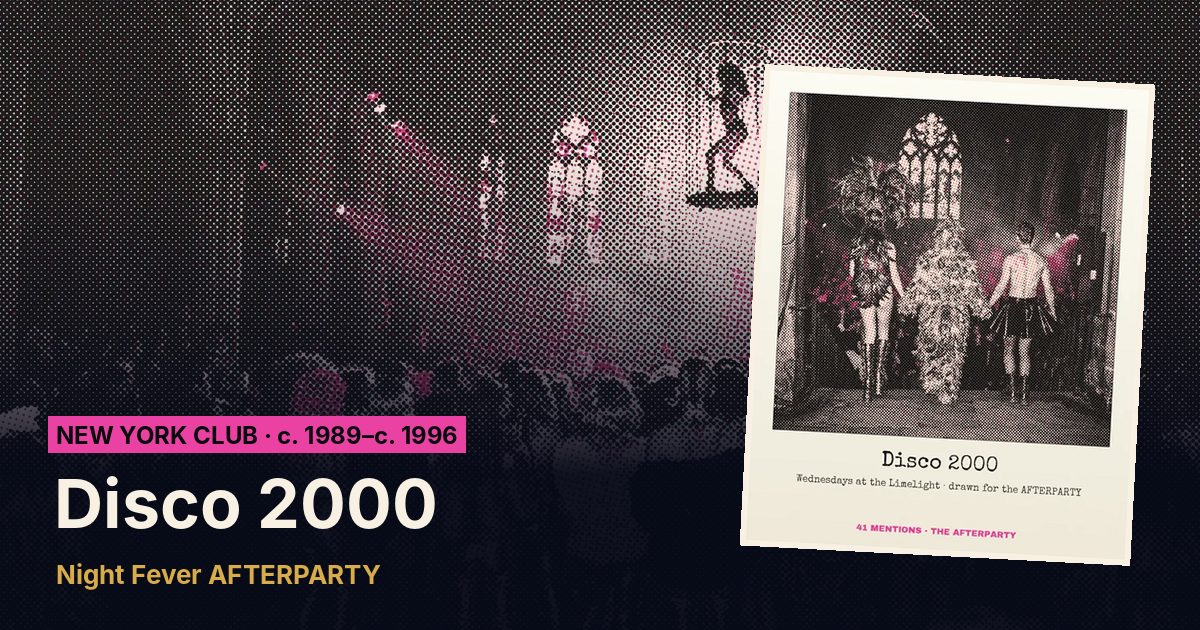 NEW YORK CLUB · c. 1989–c. 1996
Disco 2000
Night Fever AFTERPARTY
Disco 2000
Wednesdays at the Limelight · drawn for the AFTERPARTY
41 MENTIONS · THE AFTERPARTY